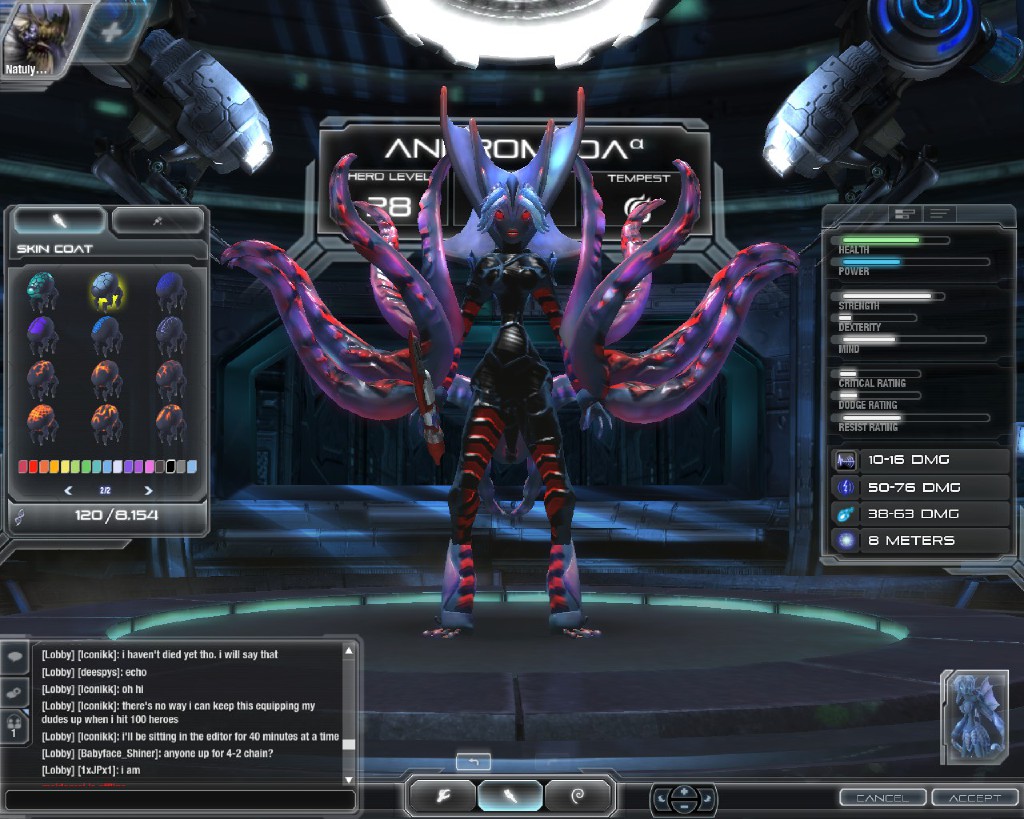 Natuly...
ANDROMEDA α
HERO LEVEL
28
TEMPEST
SKIN COAT
2/2
120/8,154
HEALTH
POWER
STRENGTH
DEXTERITY
MIND
CRITICAL RATING
DODGE RATING
RESIST RATING
10-16 DMG
50-76 DMG
38-63 DMG
8 METERS
[Lobby] [Iconikk]: i haven't died yet tho. i will say that
[Lobby] [deespys]: echo
[Lobby] [Iconikk]: oh hi
[Lobby] [Iconikk]: there's no way i can keep this equipping my
dudes up when i hit 100 heroes
[Lobby] [Iconikk]: i'll be sitting in the editor for 40 minutes at a time
[Lobby] [Babyface_Shiner]: anyone up for 4-2 chain?
[Lobby] [1xJPx1]: i am
1
CANCEL
ACCEPT